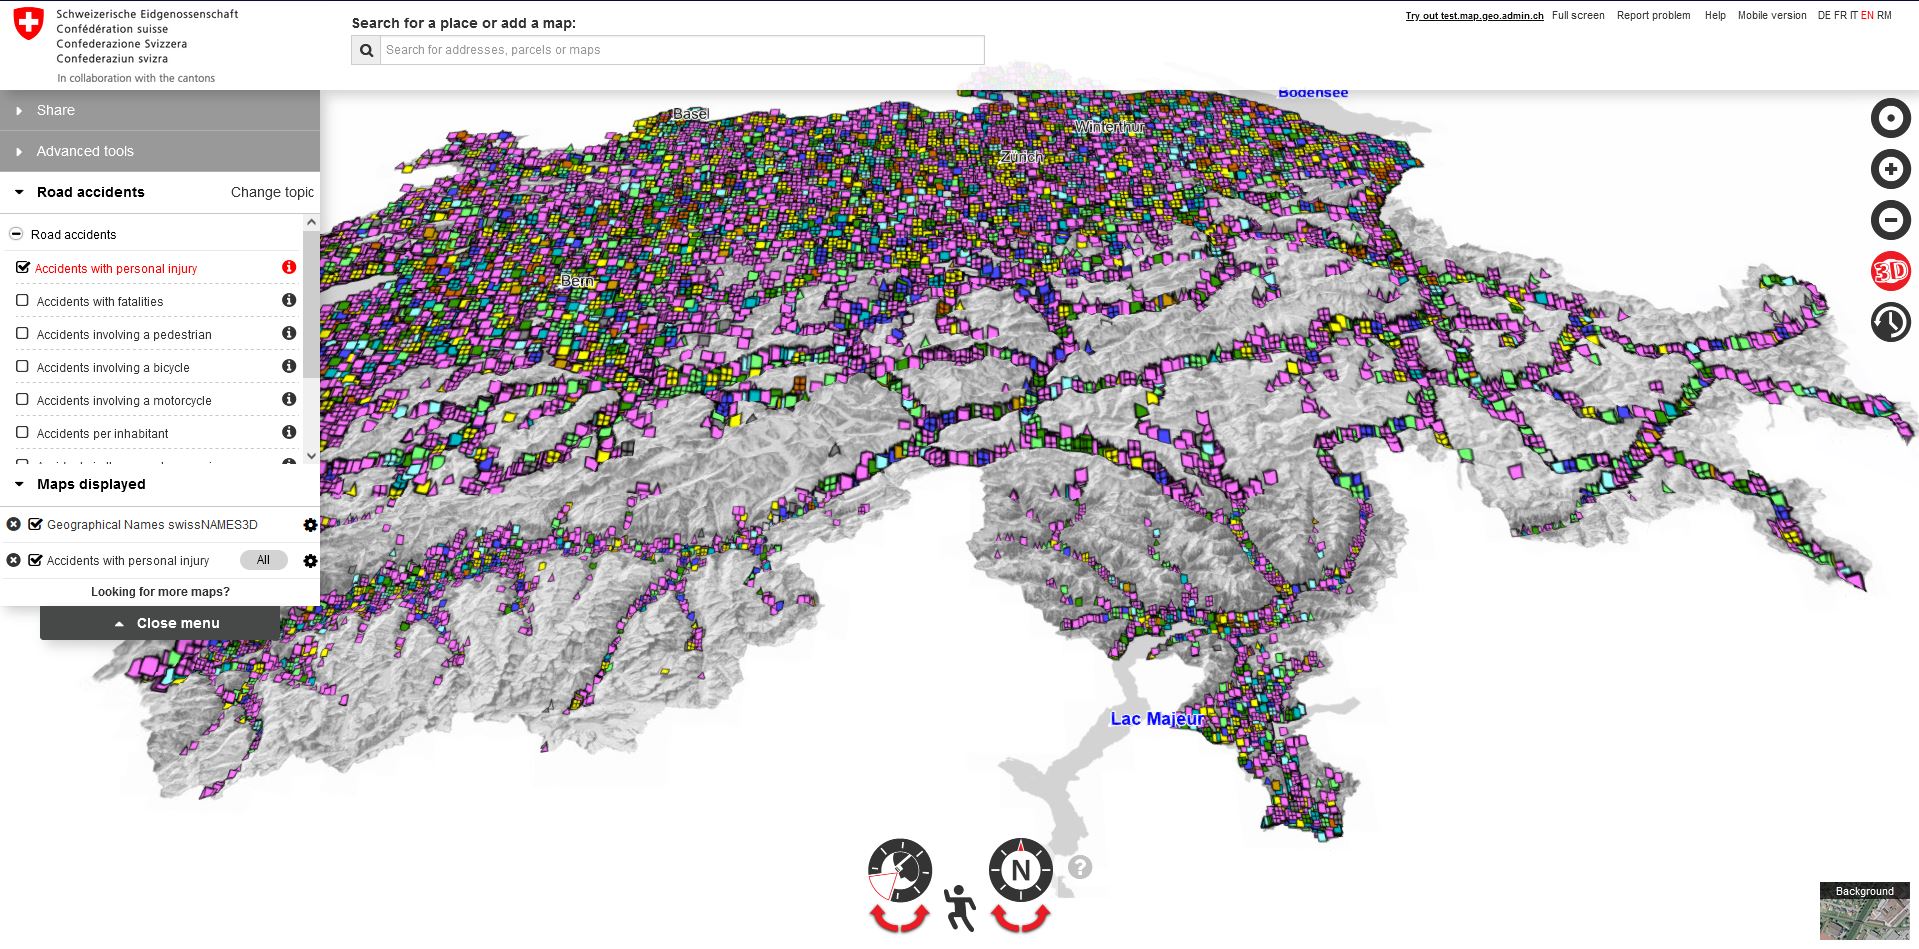 Schweizerische Eidgenossenschaft
Confédération suisse
Confederazione Svizzera
Confederaziun svizra
In collaboration with the cantons
Search for a place or add a map:
Search for addresses, parcels or maps
Try out test.map.geo.admin.ch Full screen Report problem Help Mobile version DE FR IT EN RM
Share
Advanced tools
Road accidents Change topic
Road accidents
Accidents with personal injury
Accidents with fatalities
Accidents involving a pedestrian
Accidents involving a bicycle
Accidents involving a motorcycle
Accidents per inhabitant
Maps displayed
Geographical Names swissNAMES3D
Accidents with personal injury All
Looking for more maps?
Close menu
Bodensee
Basel
Winterthur
Zürich
Bern
Lac Majeur
3D
N
?
Background